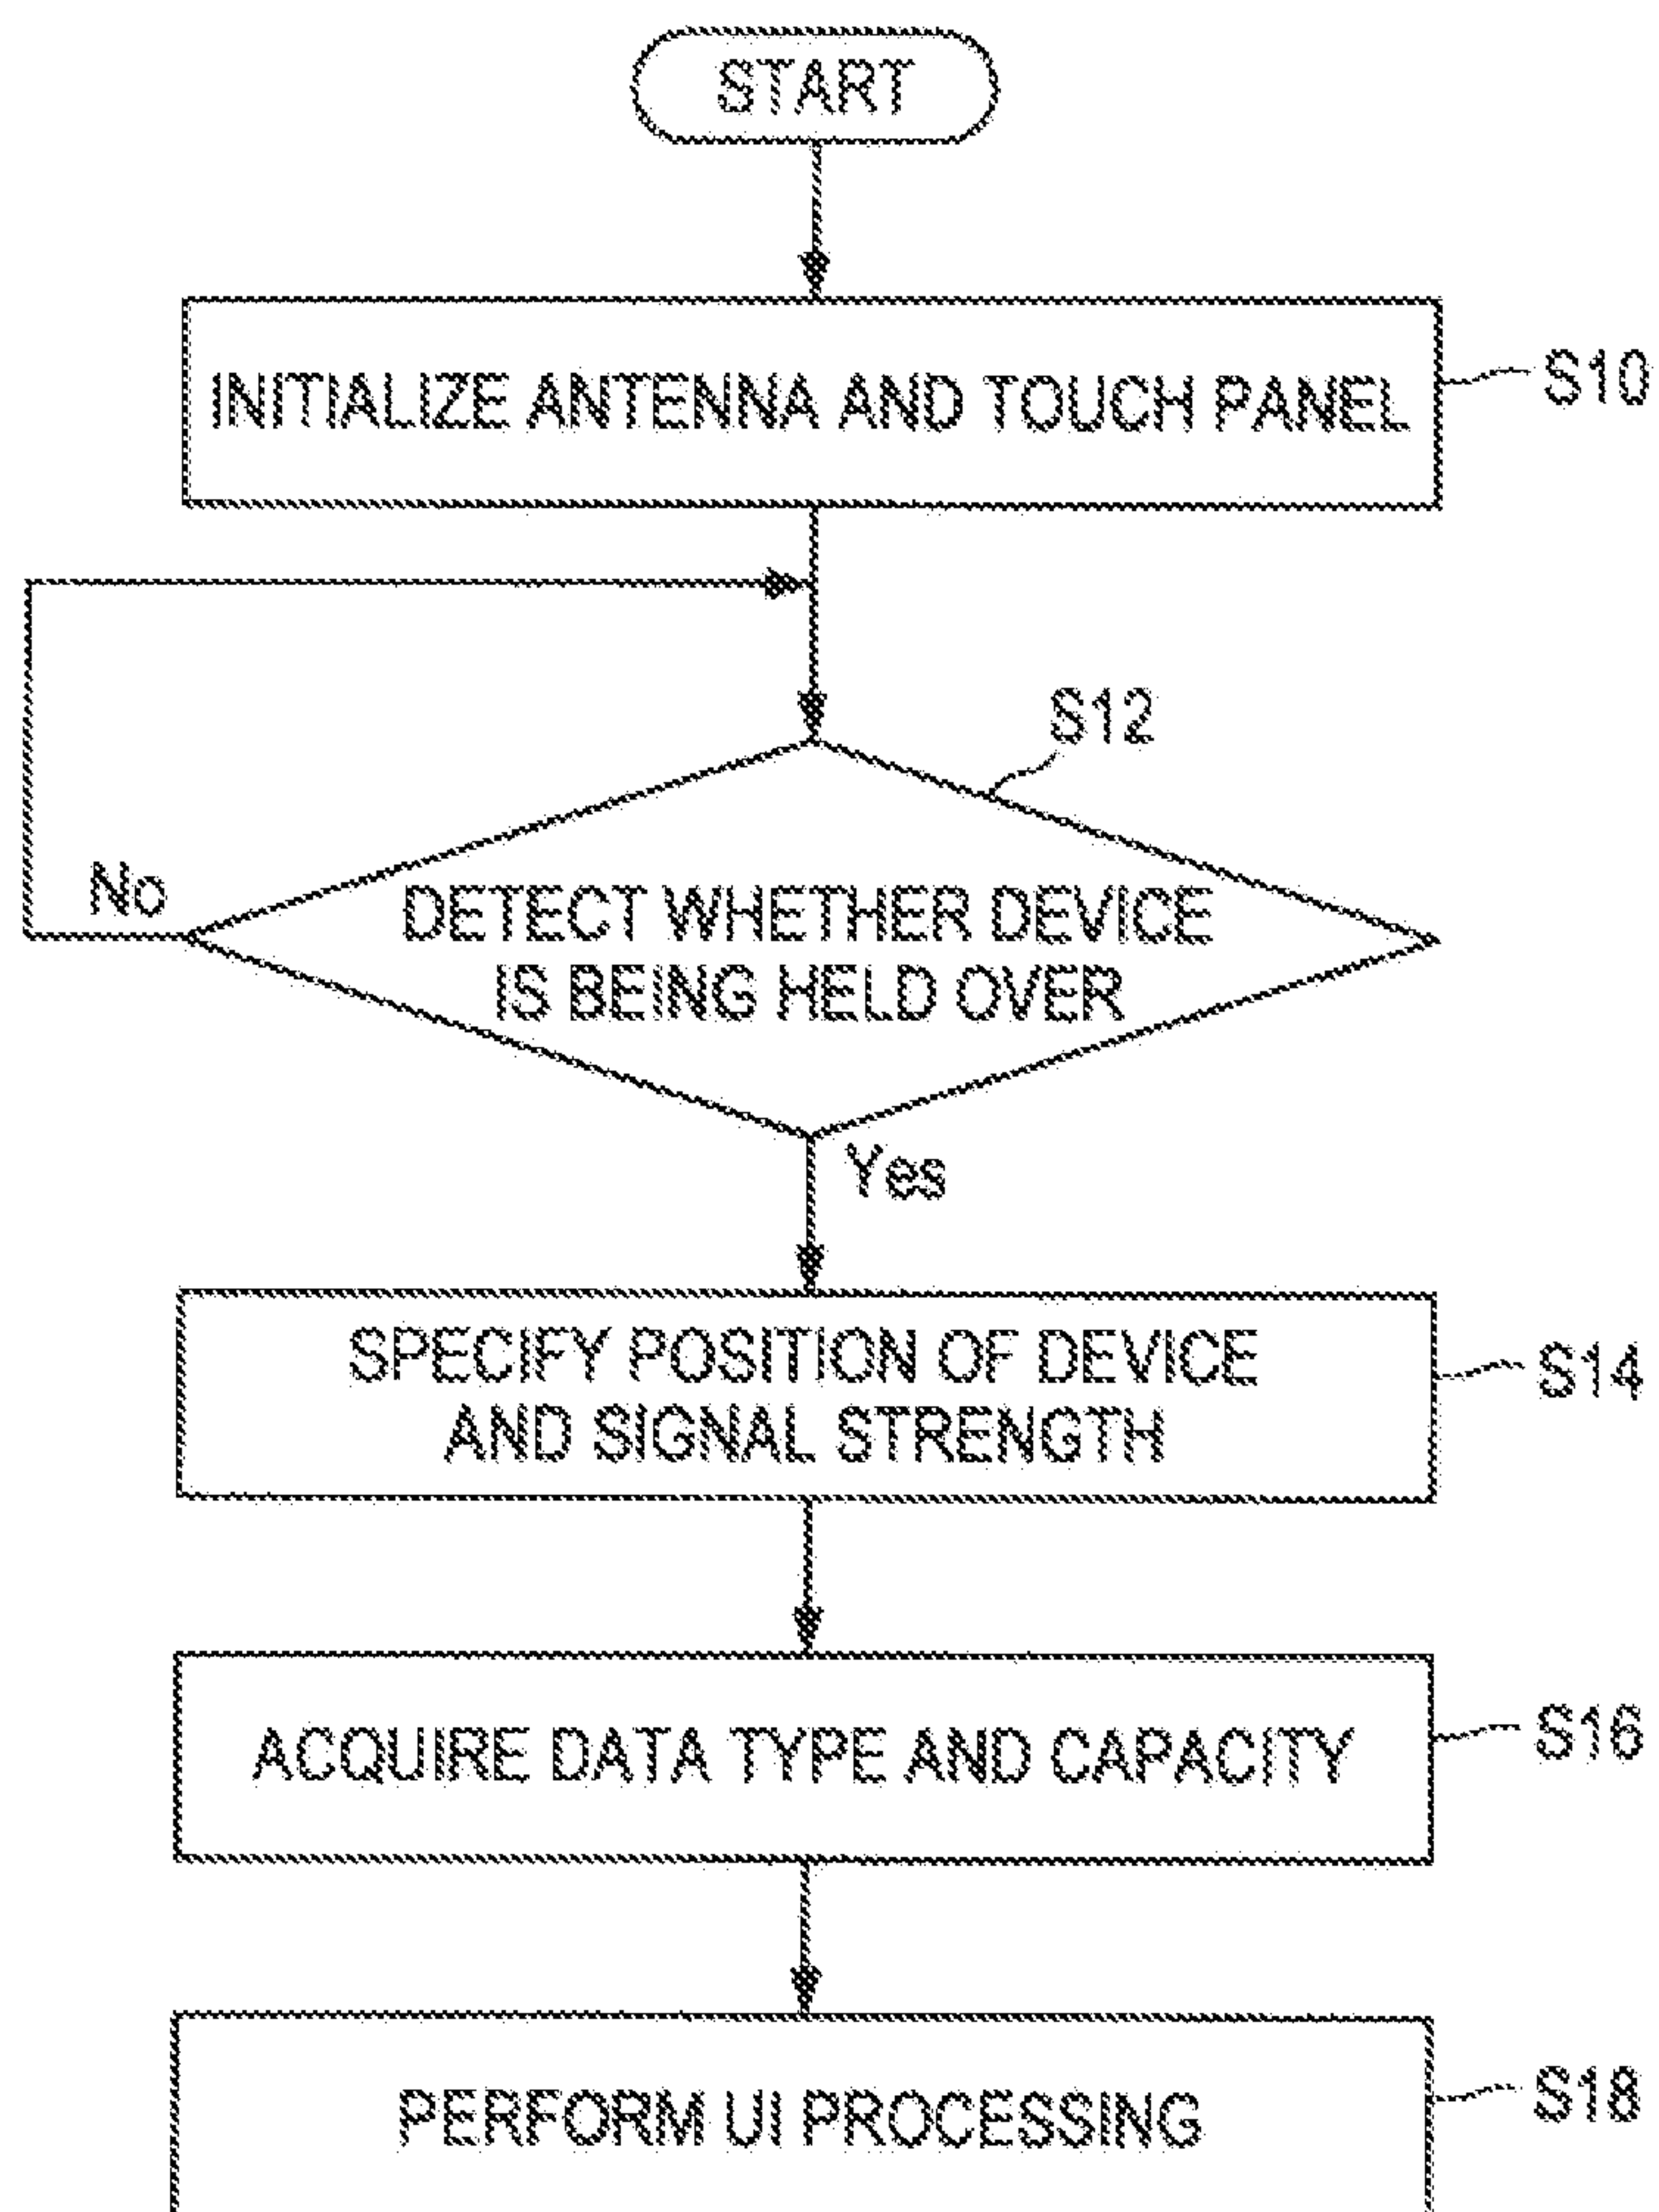 START
INITIALIZE ANTENNA AND TOUCH PANEL
S10
S12
No
DETECT WHETHER DEVICE
IS BEING HELD OVER
Yes
SPECIFY POSITION OF DEVICE
AND SIGNAL STRENGTH
S14
ACQUIRE DATA TYPE AND CAPACITY
S16
PERFORM UI PROCESSING
S18